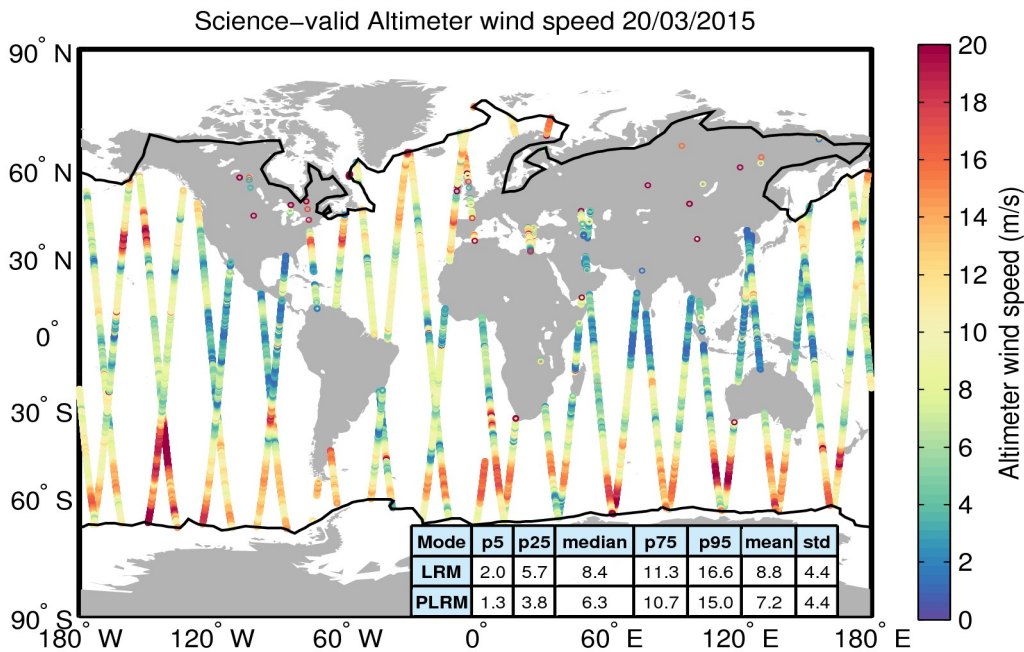 Science−valid Altimeter wind speed 20/03/2015
90° N
60° N
30° N
0°
30° S
60° S
90° S
180° W
120° W
60° W
0°
60° E
120° E
180° E
Mode p5 p25 median p75 p95 mean std
LRM 2.0 5.7 8.4 11.3 16.6 8.8 4.4
PLRM 1.3 3.8 6.3 10.7 15.0 7.2 4.4
20
18
16
14
12
10
8
6
4
2
0
Altimeter wind speed (m/s)